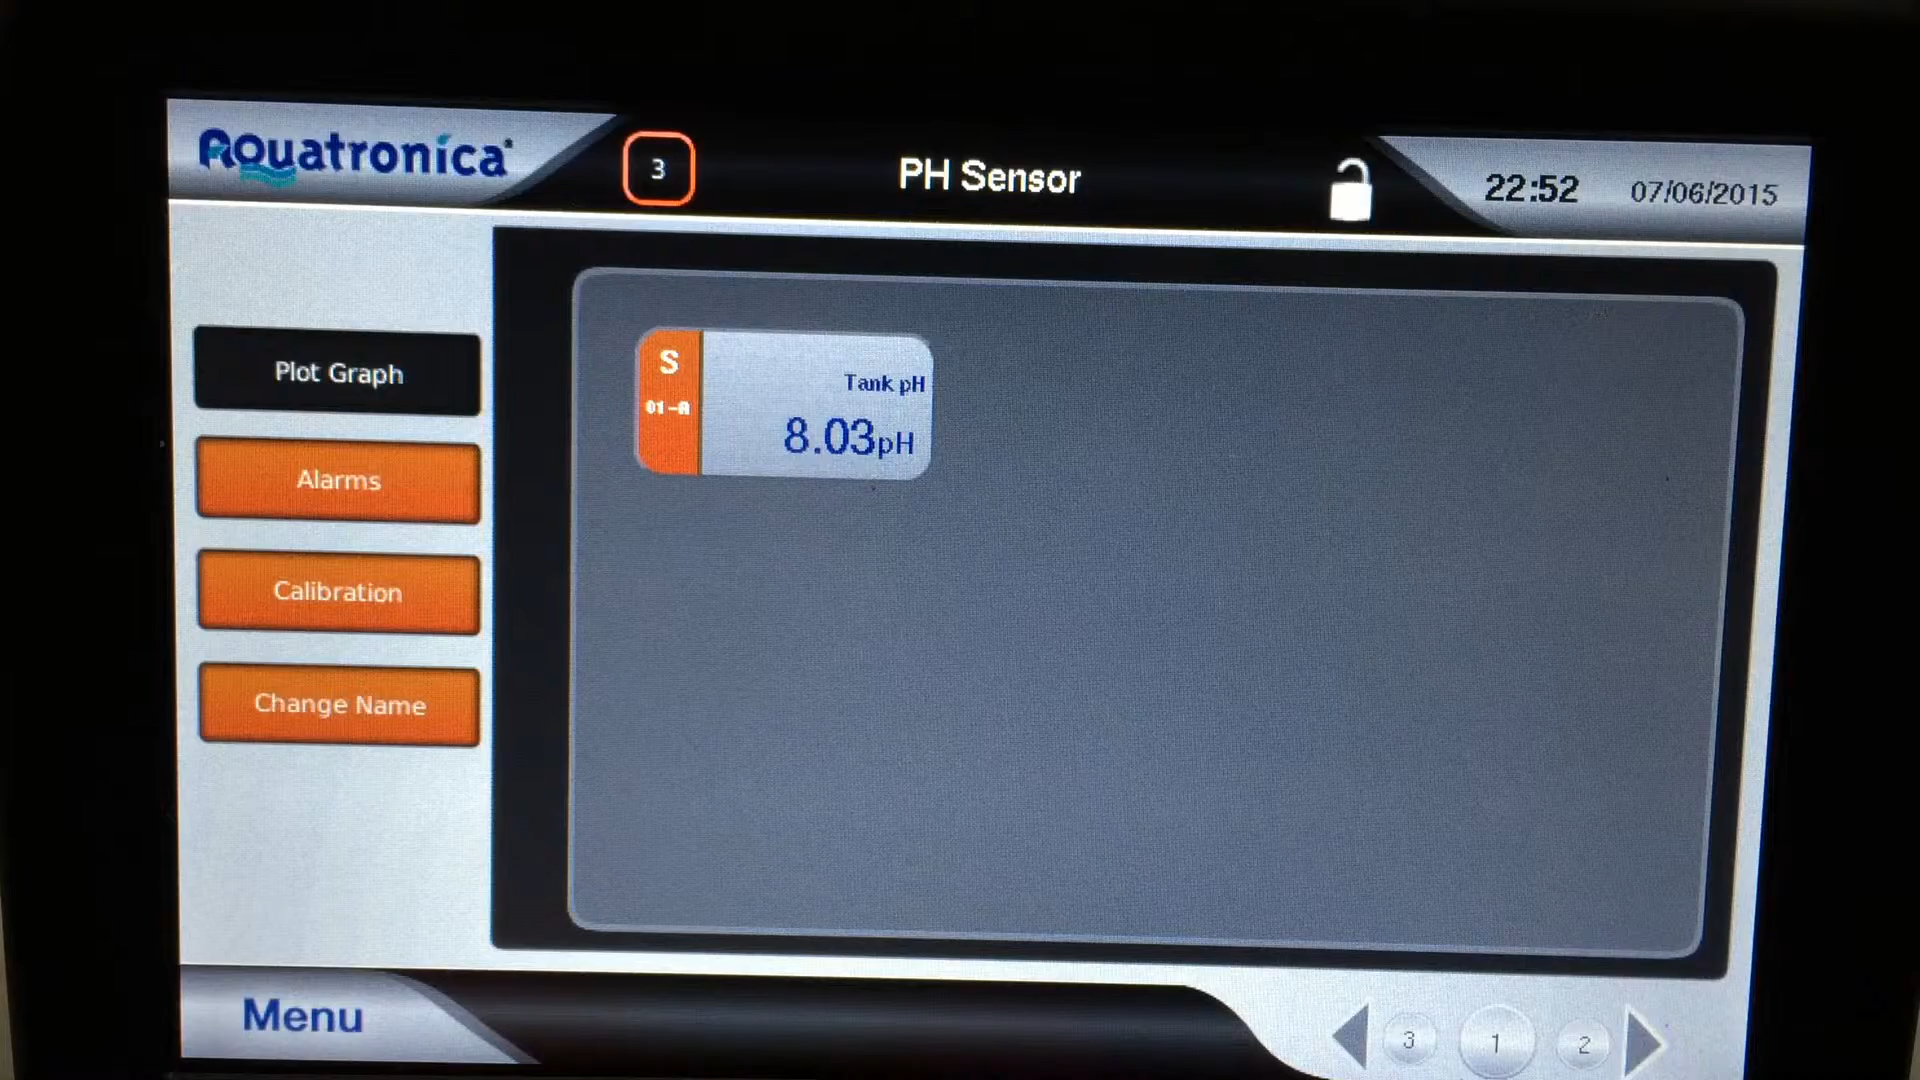 Aquatronica
3
PH Sensor
22:52
07/06/2015
Plot Graph
Alarms
Calibration
Change Name
S
01-A
Tank pH
8.03pH
Menu
3
1
2